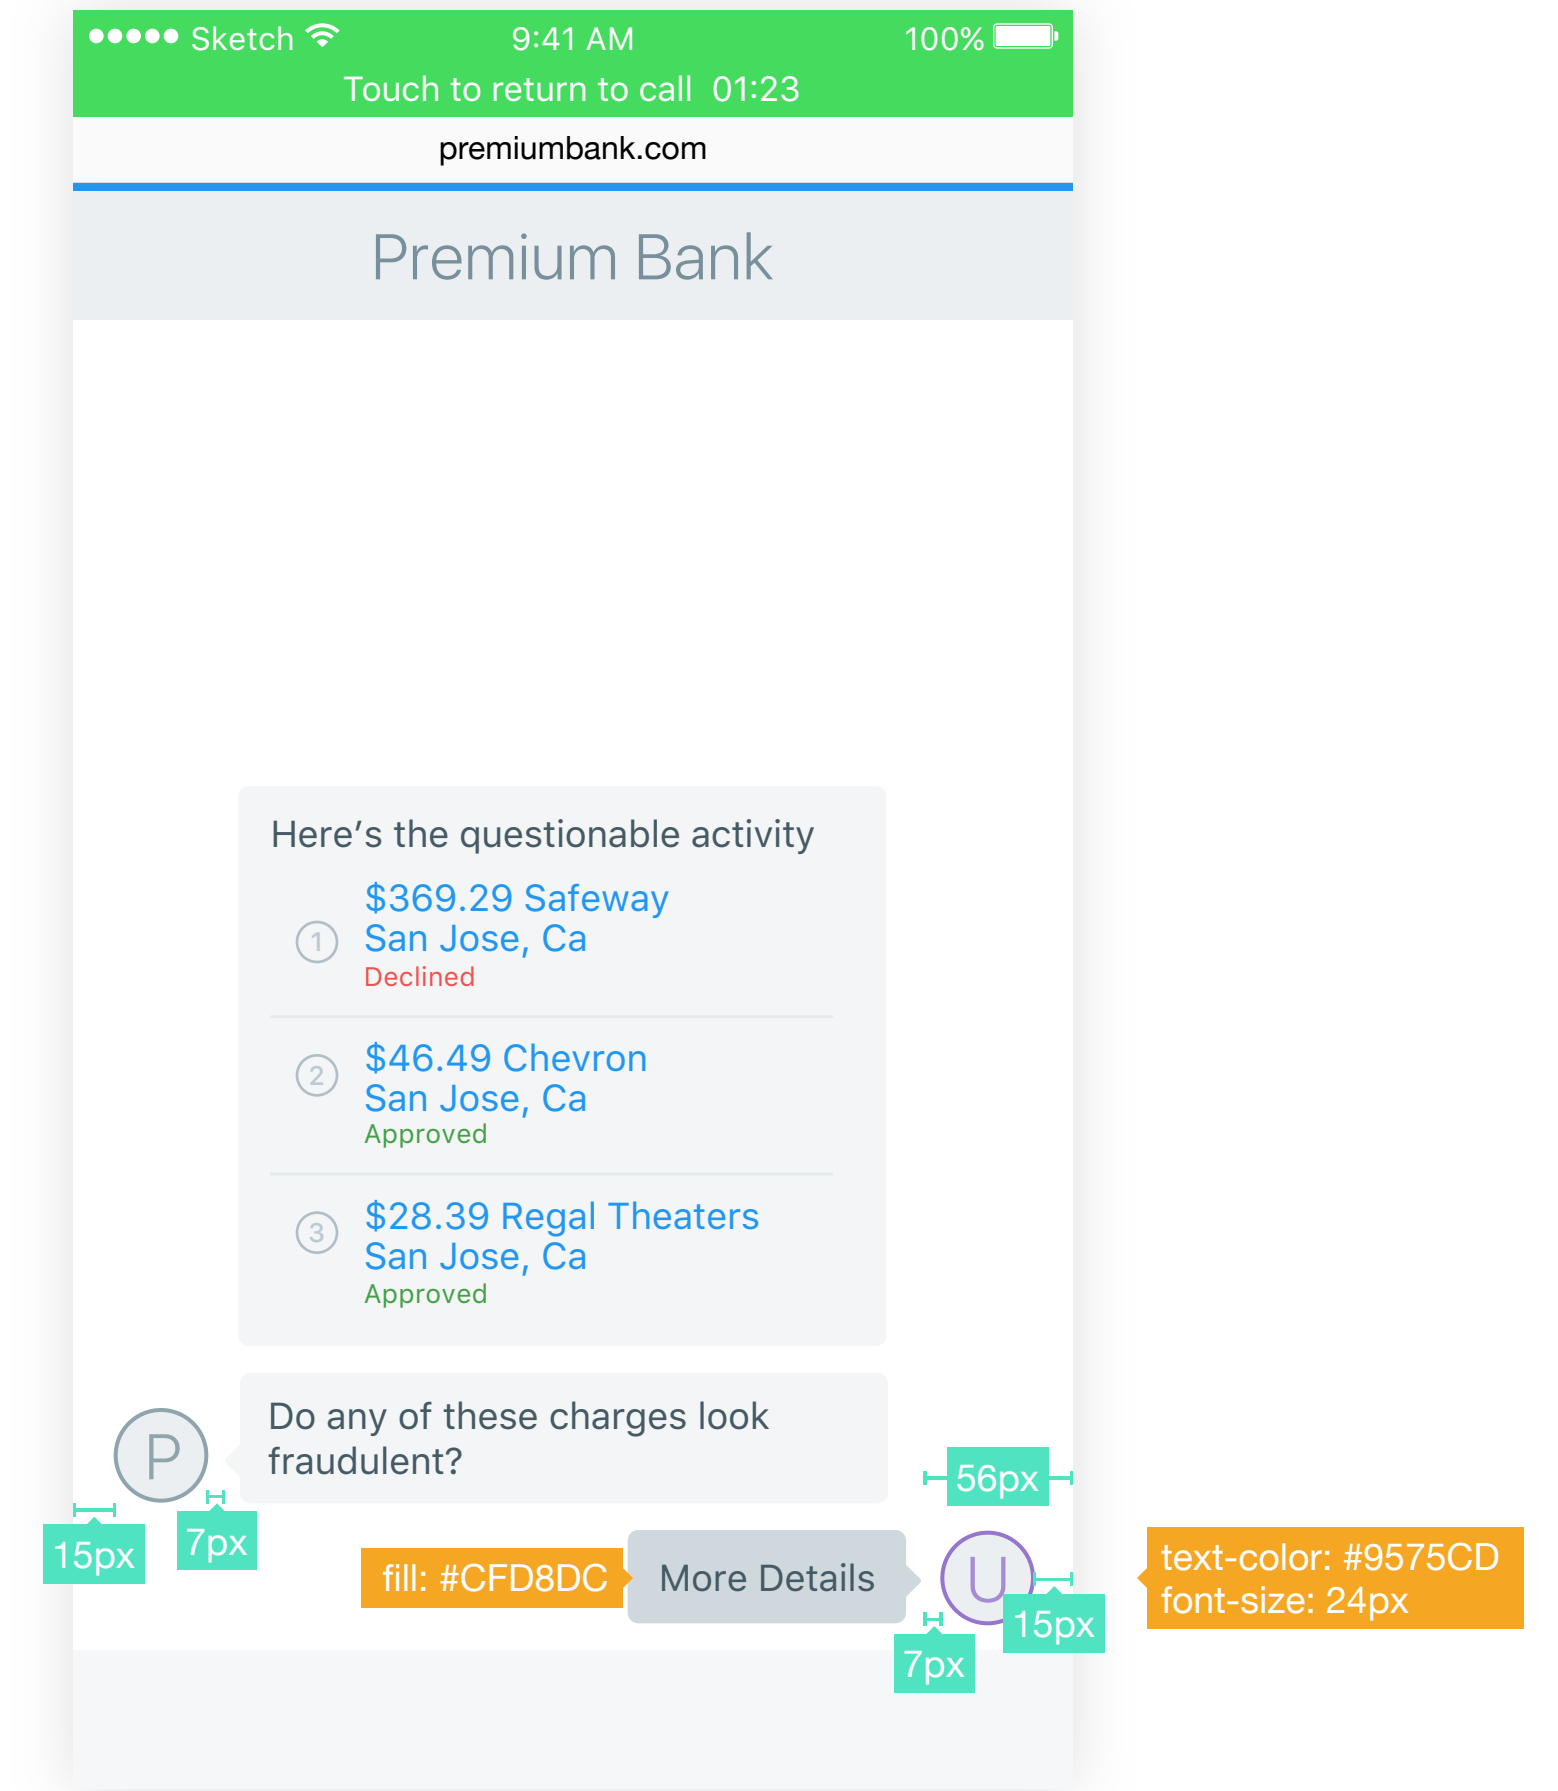 Sketch 9:41 AM 100%
Touch to return to call 01:23
premiumbank.com
Premium Bank
Here’s the questionable activity
1
$369.29 Safeway
San Jose, Ca
Declined
2
$46.49 Chevron
San Jose, Ca
Approved
3
$28.39 Regal Theaters
San Jose, Ca
Approved
P
Do any of these charges look
fraudulent?
15px
7px
56px
fill: #CFD8DC
More Details
U
15px
7px
text-color: #9575CD
font-size: 24px